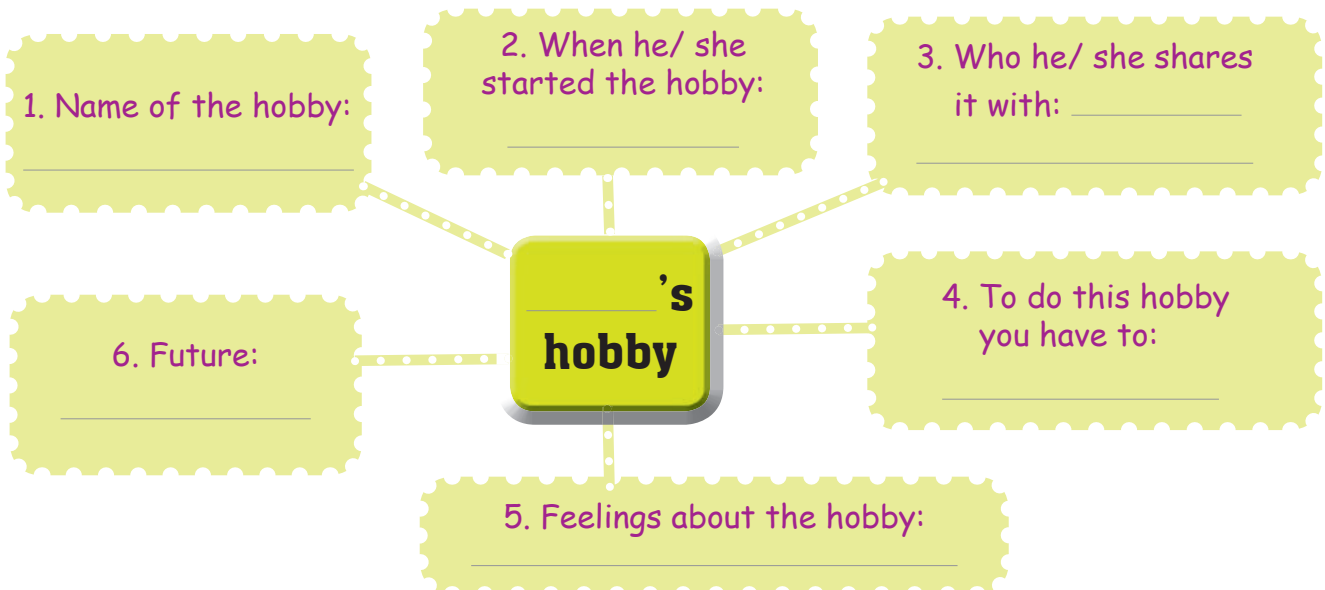 1. Name of the hobby:
2. When he/ she
started the hobby:
3. Who he/ she shares
it with:
’s
hobby
4. To do this hobby
you have to:
5. Feelings about the hobby:
6. Future: